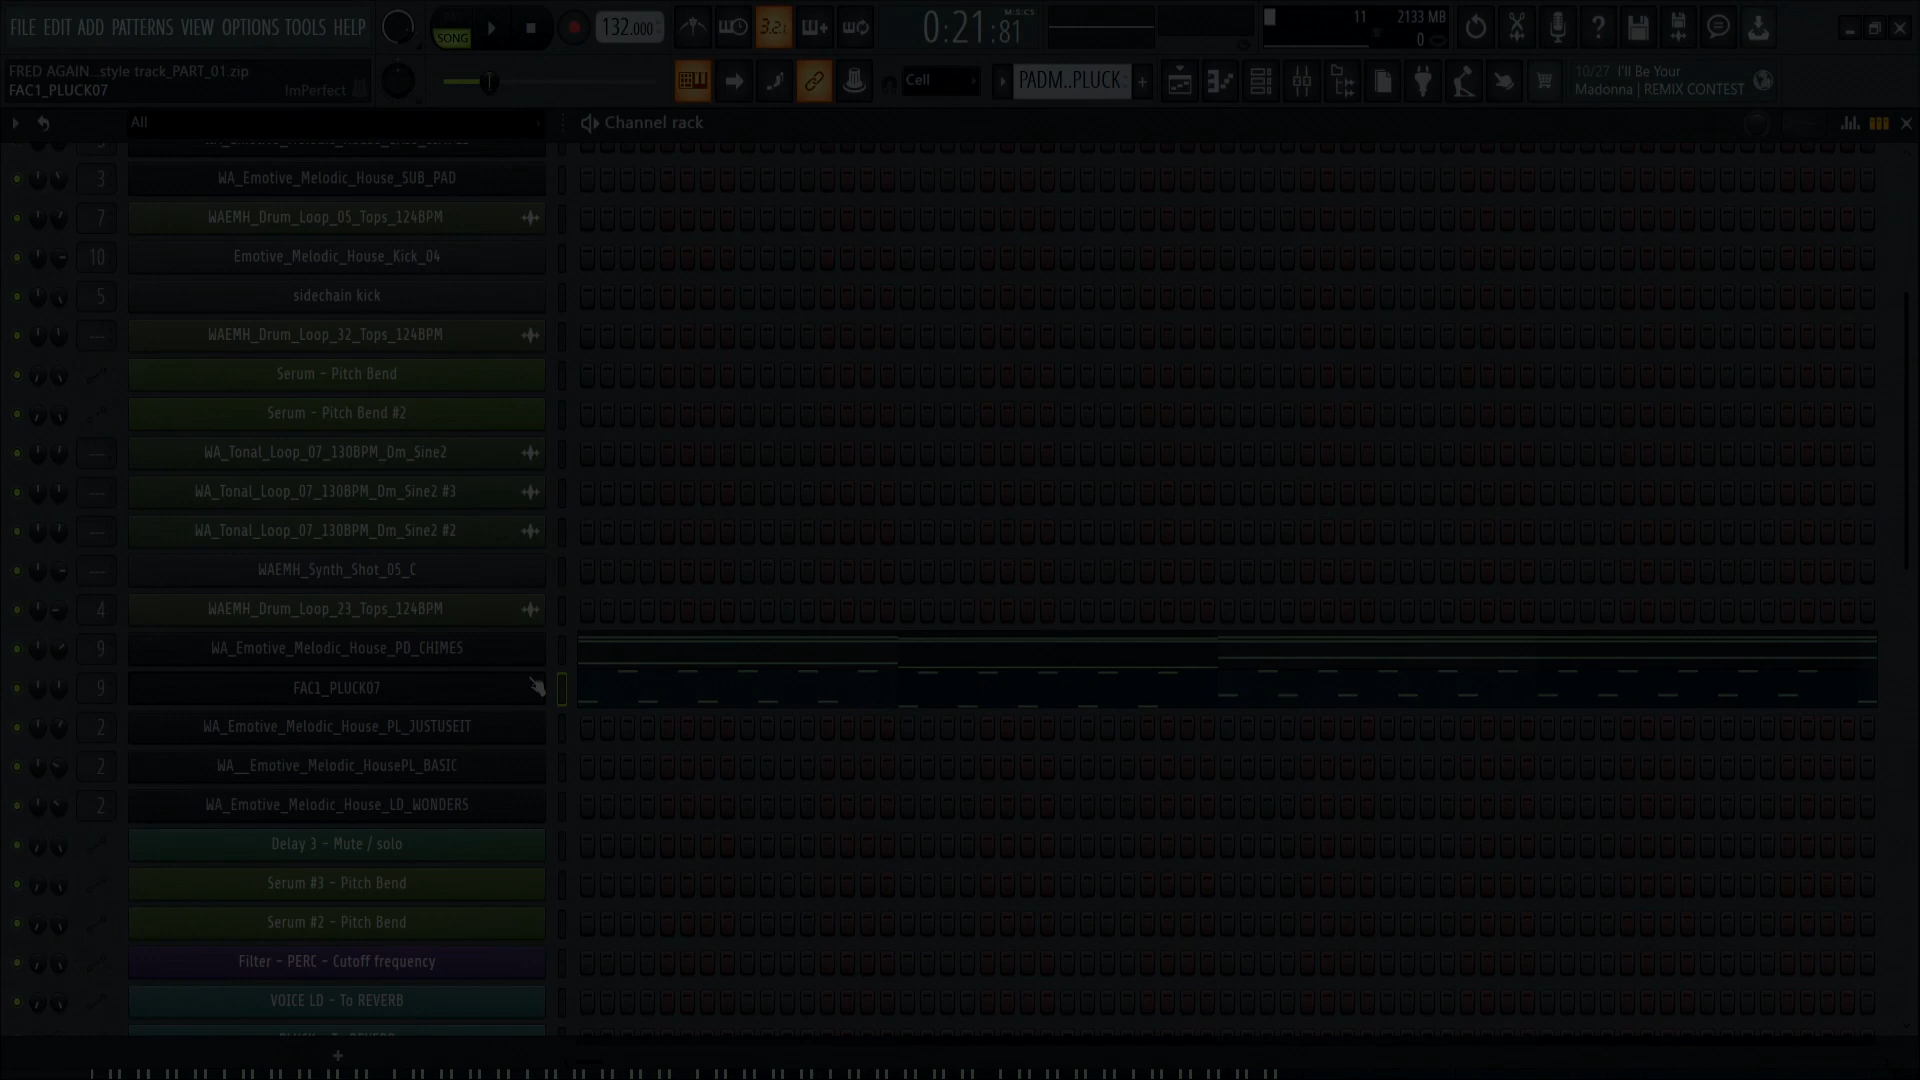 FILE EDIT ADD PATTERNS VIEW OPTIONS TOOLS HELP
SONG
132.000
3.2.1
0:21:81
M:S:CS
11
2133 MB
0
FRED AGAIN...style track_PART_01.zip
FAC1_PLUCK07
ImPerfect
Cell
PADM..PLUCK
+
10/27 I'll Be Your
Madonna | REMIX CONTEST
All
Channel rack
3 WA_Emotive_Melodic_House_SUB_PAD
7 WAEMH_Drum_Loop_05_Tops_124BPM
10 Emotive_Melodic_House_Kick_04
5 sidechain kick
--- WAEMH_Drum_Loop_32_Tops_124BPM
Serum - Pitch Bend
Serum - Pitch Bend #2
--- WA_Tonal_Loop_07_130BPM_Dm_Sine2
--- WA_Tonal_Loop_07_130BPM_Dm_Sine2 #3
--- WA_Tonal_Loop_07_130BPM_Dm_Sine2 #2
--- WAEMH_Synth_Shot_05_C
4 WAEMH_Drum_Loop_23_Tops_124BPM
9 WA_Emotive_Melodic_House_PD_CHIMES
9 FAC1_PLUCK07
2 WA_Emotive_Melodic_House_PL_JUSTUSEIT
2 WA__Emotive_Melodic_HousePL_BASIC
2 WA_Emotive_Melodic_House_LD_WONDERS
Delay 3 - Mute / solo
Serum #3 - Pitch Bend
Serum #2 - Pitch Bend
Filter - PERC - Cutoff frequency
VOICE LD - To REVERB
+